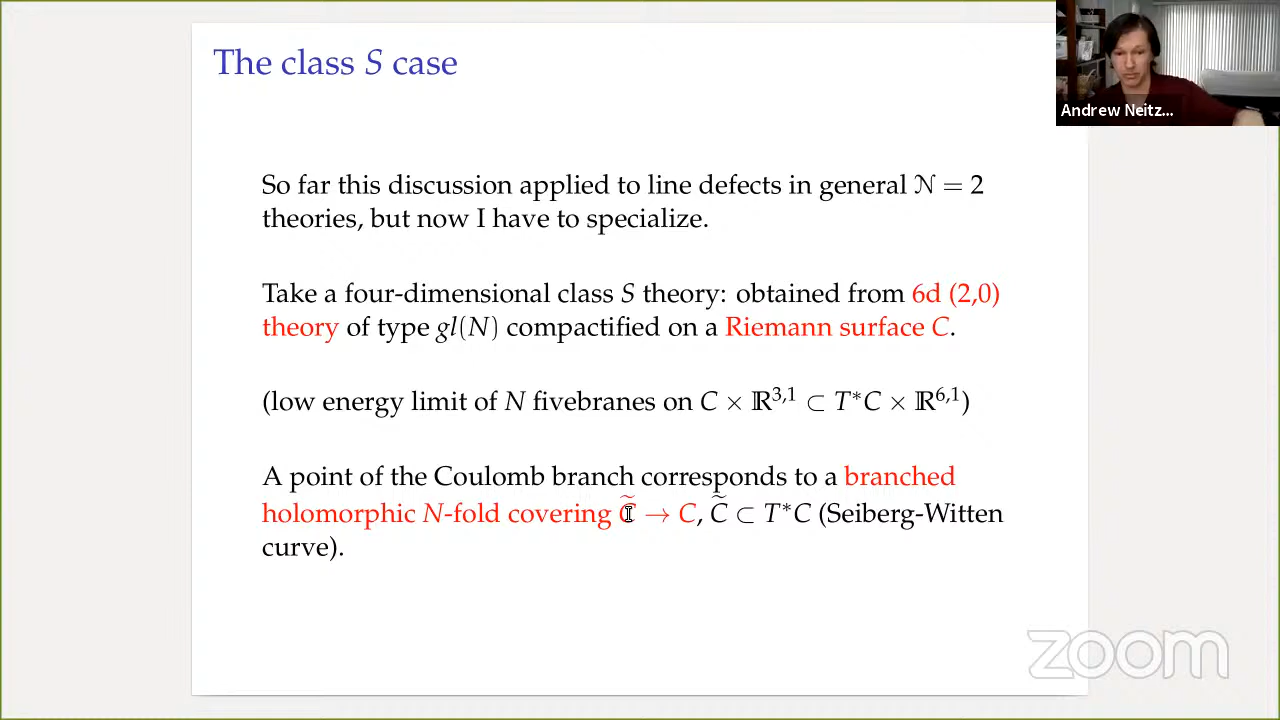 The class S case
Andrew Neitz...
So far this discussion applied to line defects in general 𝒩 = 2
theories, but now I have to specialize.
Take a four-dimensional class S theory: obtained from 6d (2,0)
theory of type gl(N) compactified on a Riemann surface C.
(low energy limit of N fivebranes on C × ℝ³,¹ ⊂ T*C × ℝ⁶,¹)
A point of the Coulomb branch corresponds to a branched
holomorphic N-fold covering C̃ → C, C̃ ⊂ T*C (Seiberg-Witten
curve).
zoom